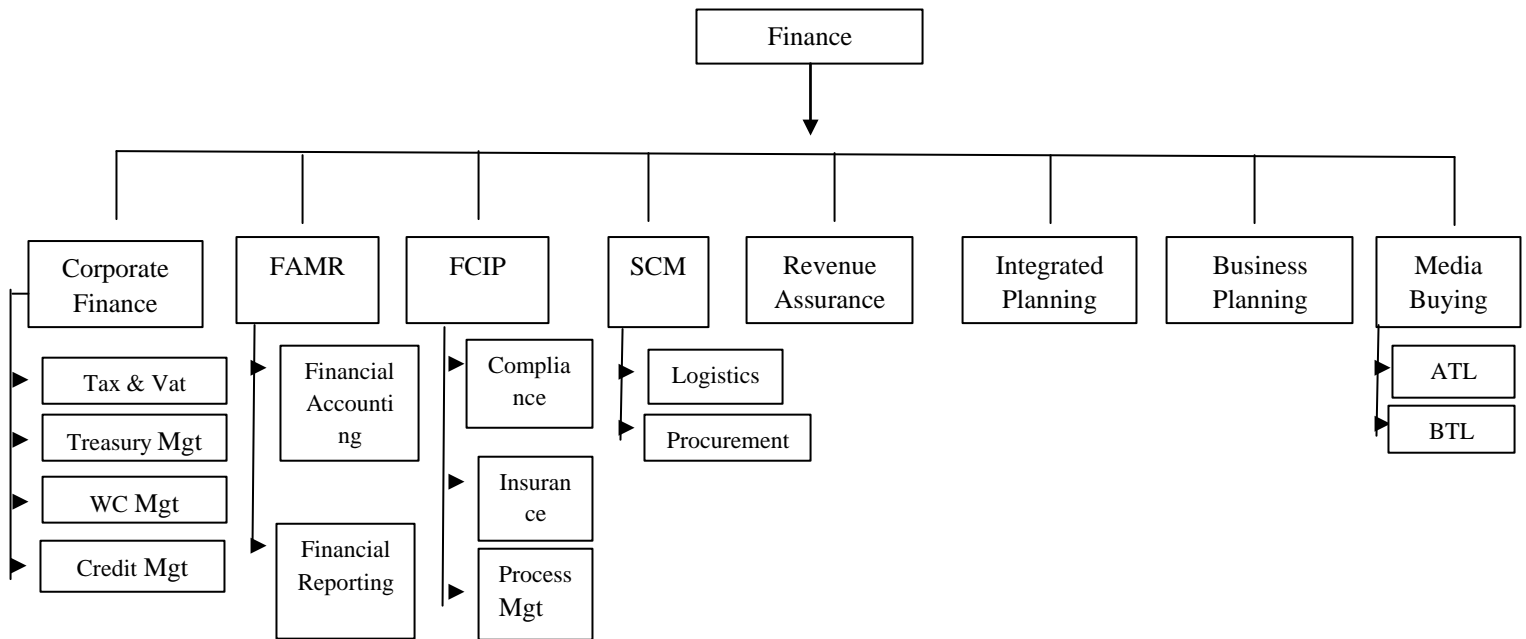 Finance
Corporate
Finance
FAMR
FCIP
SCM
Revenue
Assurance
Integrated
Planning
Business
Planning
Media
Buying
Tax & Vat
Treasury Mgt
WC Mgt
Credit Mgt
Financial
Accounti
ng
Financial
Reporting
Complia
nce
Insuran
ce
Process
Mgt
Logistics
Procurement
ATL
BTL